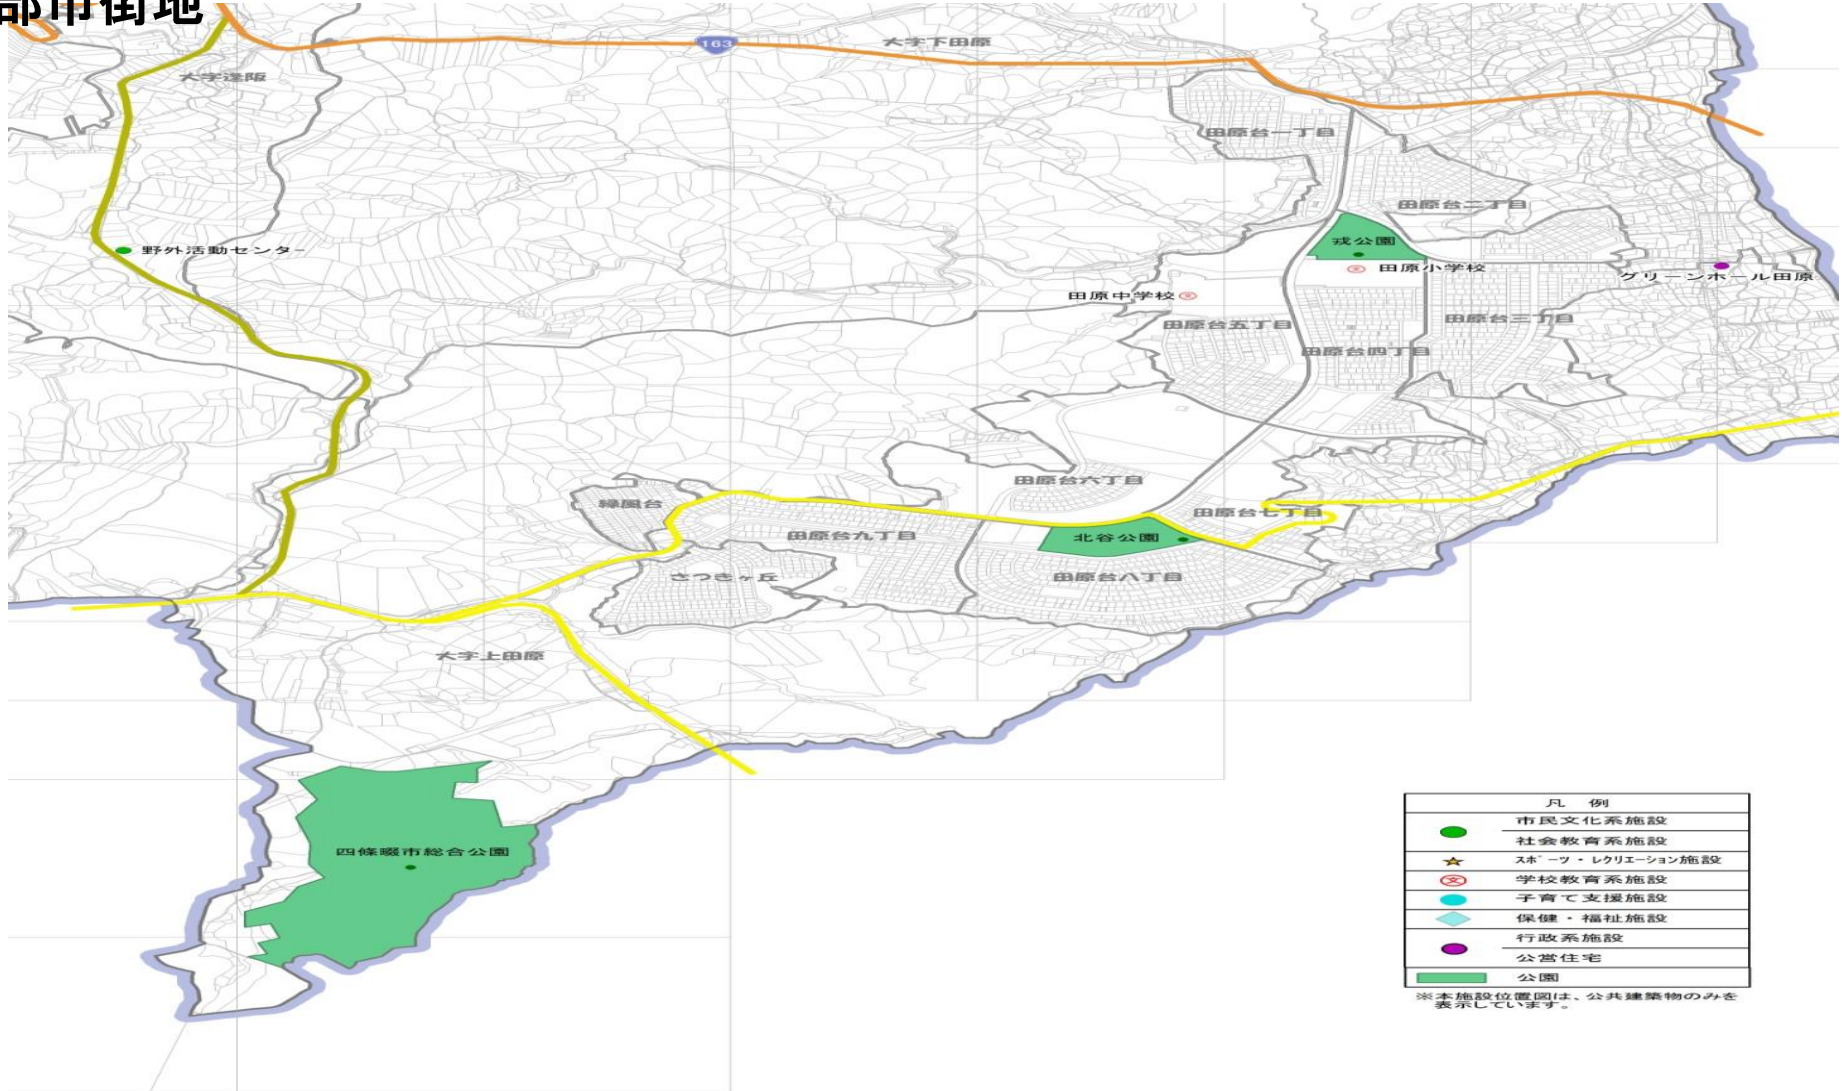 部市街地
163
大字下田原
大字逢阪
田原台一丁目
田原台二丁目
戎公園
野外活動センター
田原小学校
グリーンホール田原
田原中学校
田原台五丁目
田原台三丁目
田原台四丁目
田原台六丁目
緑風台
田原台七丁目
田原台九丁目
北谷公園
さつきヶ丘
田原台八丁目
大字上田原
四條畷市総合公園
凡 例
市民文化系施設
社会教育系施設
スポーツ・レクリエーション施設
学校教育系施設
子育て支援施設
保健・福祉施設
行政系施設
公営住宅
公園
※本施設位置図は、公共建築物のみを
表示しています。